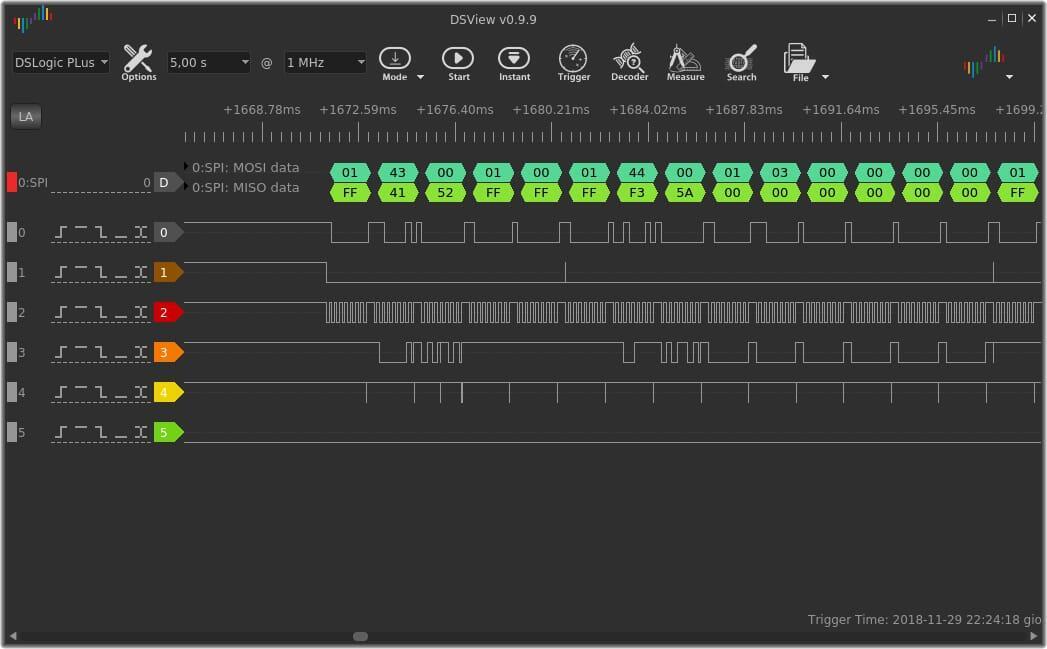 DSView v0.9.9
DSLogic PLus 5,00 s @ 1 MHz
Options Mode Start Instant Trigger Decoder Measure Search File
LA
+1668.78ms +1672.59ms +1676.40ms +1680.21ms +1684.02ms +1687.83ms +1691.64ms +1695.45ms +1699.2
0:SPI: MOSI data 01 43 00 01 00 01 44 00 01 03 00 00 00 00 01
0:SPI 0 D
0:SPI: MISO data FF 41 52 FF FF FF F3 5A 00 00 00 00 00 00 FF
0 0
1 1
2 2
3 3
4 4
5 5
Trigger Time: 2018-11-29 22:24:18 gio